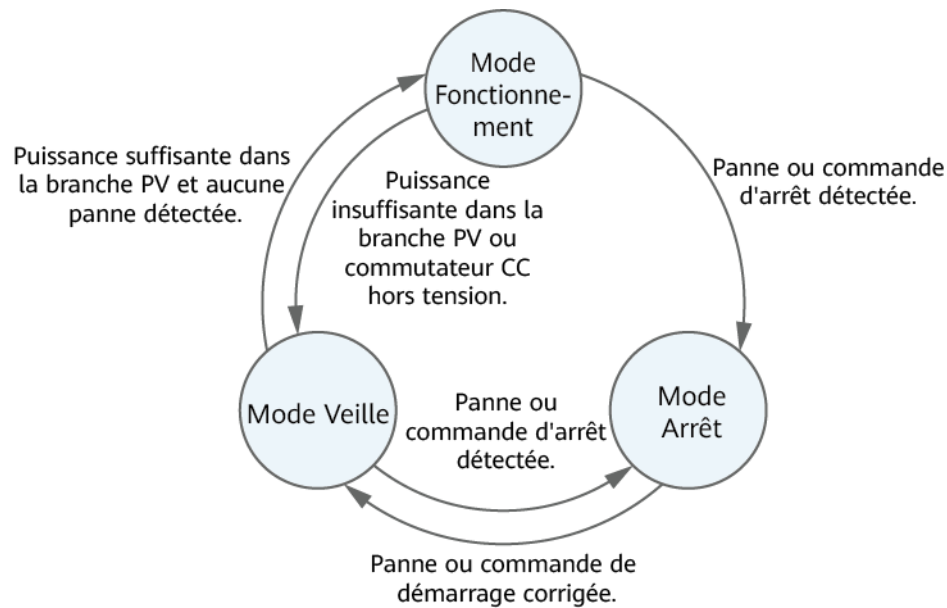 Mode
Fonctionne-
ment
Puissance suffisante dans
la branche PV et aucune
panne détectée.
Puissance
insuffisante dans la
branche PV ou
commutateur CC
hors tension.
Panne ou commande
d'arrêt détectée.
Mode Veille
Panne ou
commande d'arrêt
détectée.
Mode
Arrêt
Panne ou commande de
démarrage corrigée.